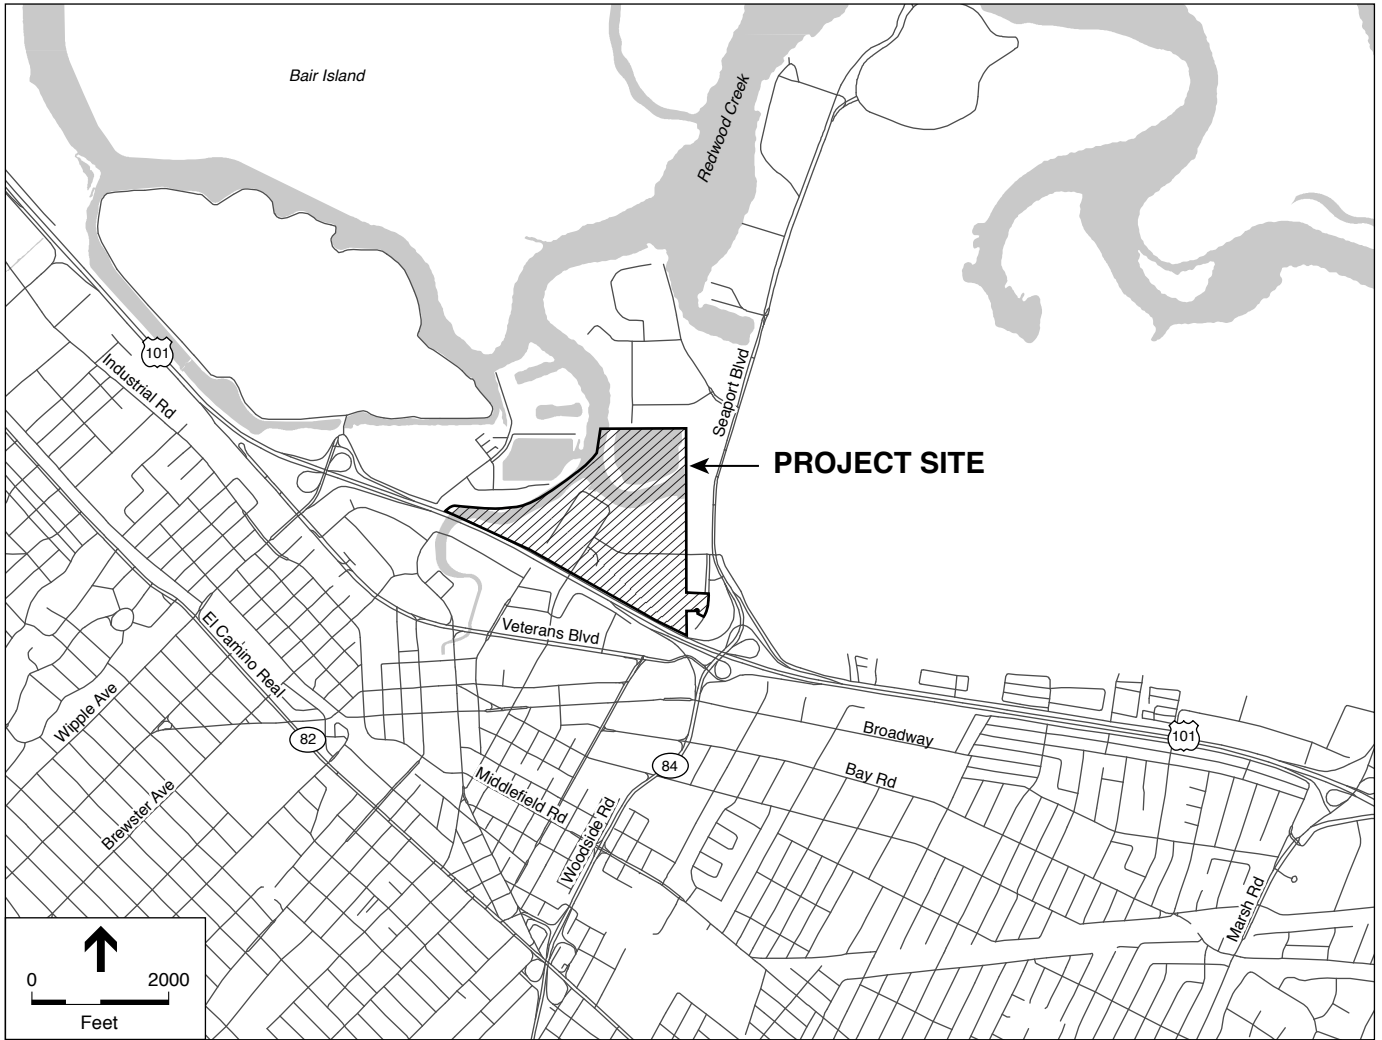 Bair Island
Redwood Creek
101
Industrial Rd
Seaport Blvd
PROJECT SITE
El Camino Real
Veterans Blvd
Wipple Ave
82
Broadway
101
84
Bay Rd
Middlefield Rd
Brewster Ave
Woodside Rd
Marsh Rd
0 2000
Feet